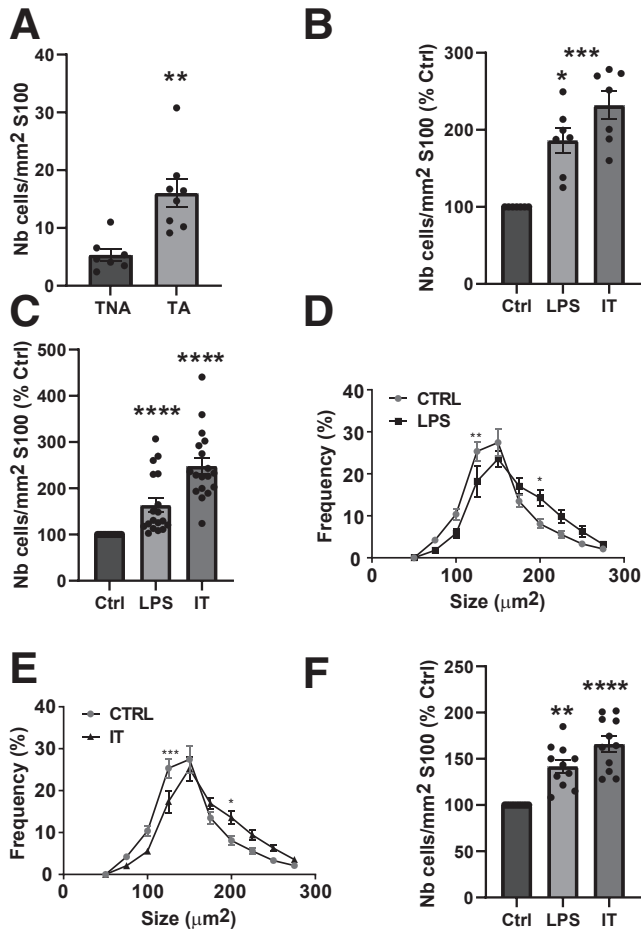 A
Nb cells/mm2 S100
40
30
20
10
0
**
TNA TA
B
Nb cells/mm2 S100 (% Ctrl)
300
200
100
0
* ***
Ctrl LPS IT
C
Nb cells/mm2 S100 (% Ctrl)
500
400
300
200
100
0
**** ****
Ctrl LPS IT
D
Frequency (%)
40
30
20
10
0
CTRL
LPS
**
*
0 100 200 300
Size (μm2)
E
Frequency (%)
40
30
20
10
0
CTRL
IT
***
*
0 100 200 300
Size (μm2)
F
Nb cells/mm2 S100 (% Ctrl)
250
200
150
100
50
0
** ****
Ctrl LPS IT